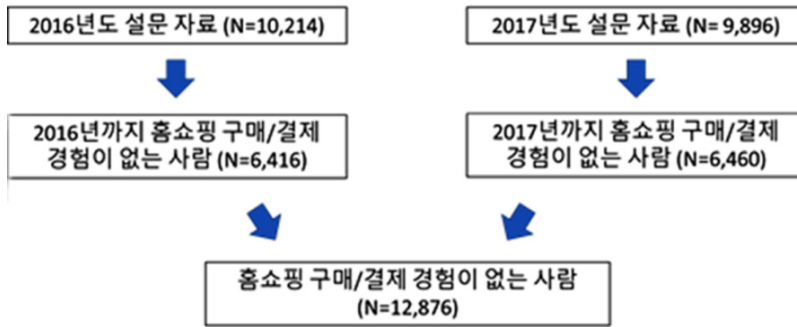 2016년도 설문 자료 (N=10,214)
2017년도 설문 자료 (N= 9,896)
2016년까지 홈쇼핑 구매/결제
경험이 없는 사람 (N=6,416)
2017년까지 홈쇼핑 구매/결제
경험이 없는 사람 (N=6,460)
홈쇼핑 구매/결제 경험이 없는 사람
(N=12,876)